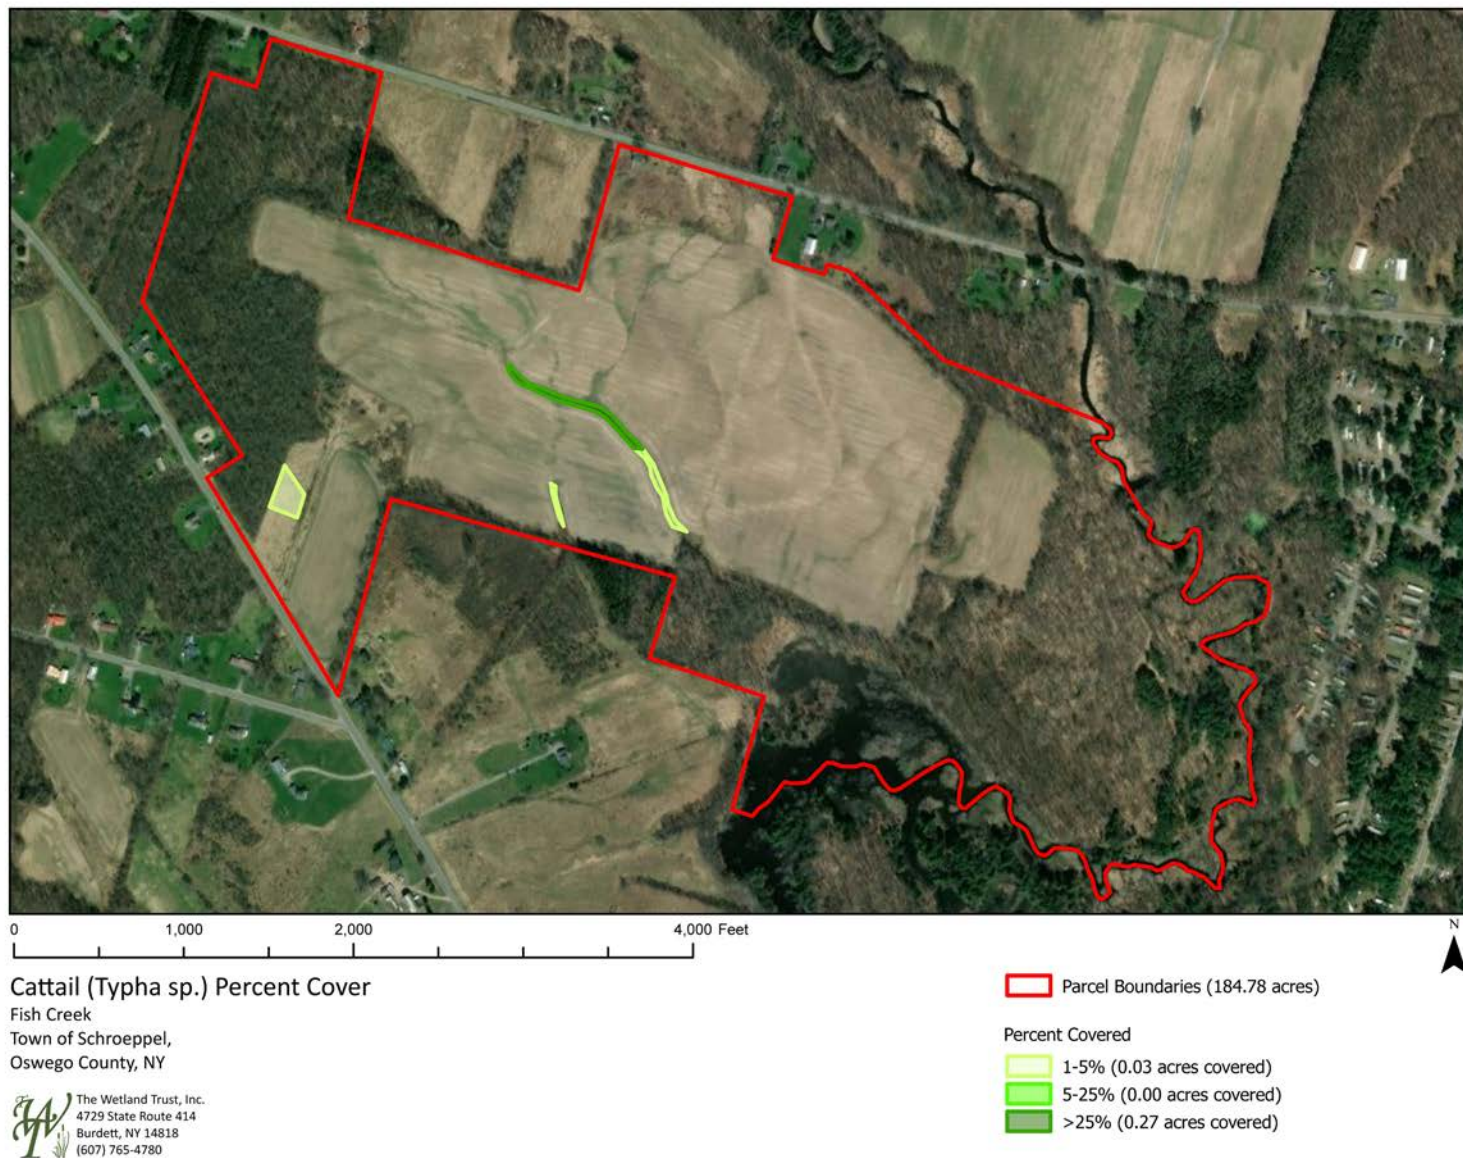 0 1,000 2,000 4,000 Feet
N
Cattail (Typha sp.) Percent Cover
Fish Creek
Town of Schroeppel,
Oswego County, NY
The Wetland Trust, Inc.
4729 State Route 414
Burdett, NY 14818
(607) 765-4780
Parcel Boundaries (184.78 acres)
Percent Covered
1-5% (0.03 acres covered)
5-25% (0.00 acres covered)
>25% (0.27 acres covered)